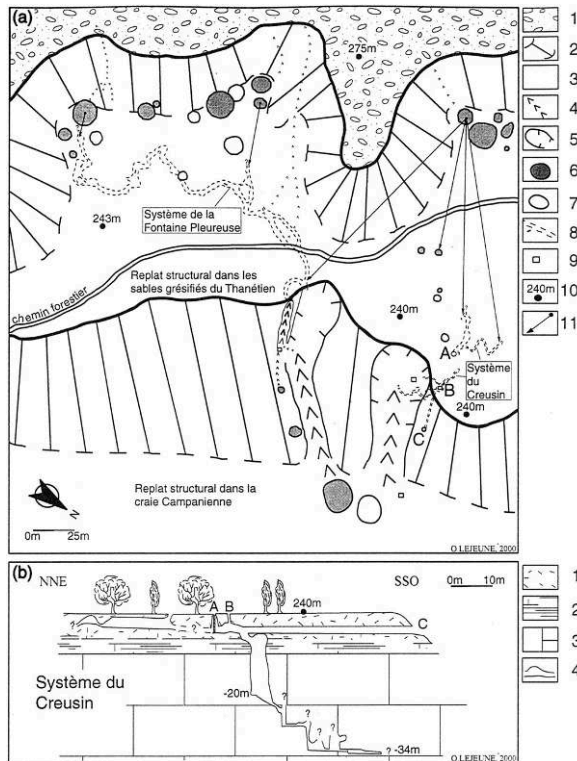 (a)
275m
1
2
3
4
5
6
7
8
9
240m
10
11
?
?
Système de la
Fontaine Pleureuse
243m
Replat structural dans les
sables grésifiés du Thanétien
chemin forestier
240m
A
Système
du
Creusin
B
240m
C
Replat structural dans la
craie Campanienne
N
0m 25m
O.LEJEUNE, 2000
(b)
NNE
SSO
0m 10m
A B
240m
C
?
Système du
Creusin
-20m
?
?
?
?
-34m
O.LEJEUNE, 2000
1
2
3
4